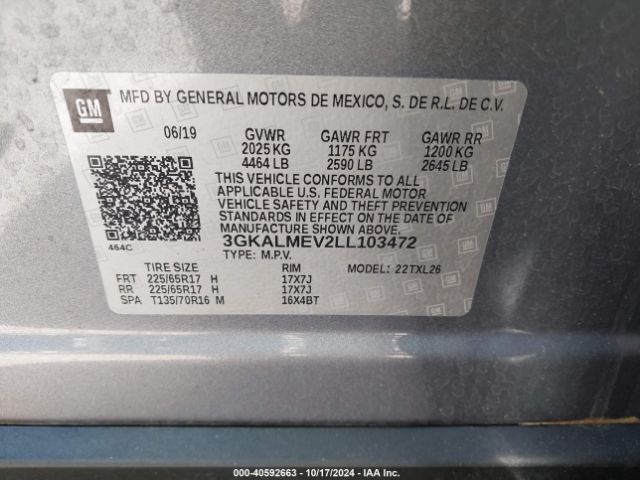 GM
MFD BY GENERAL MOTORS DE MEXICO, S. DE R.L. DE C.V.
06/19 GVWR GAWR FRT GAWR RR
2025 KG 1175 KG 1200 KG
4464 LB 2590 LB 2645 LB
THIS VEHICLE CONFORMS TO ALL
APPLICABLE U.S. FEDERAL MOTOR
VEHICLE SAFETY AND THEFT PREVENTION
STANDARDS IN EFFECT ON THE DATE OF
MANUFACTURE SHOWN ABOVE.
464C 3GKALMEV2LL103472
TYPE: M.P.V.
TIRE SIZE RIM MODEL: 22TXL26
FRT 225/65R17 H 17X7J
RR 225/65R17 H 17X7J
SPA T135/70R16 M 16X4BT
000-40592663 - 10/17/2024 - IAA Inc.